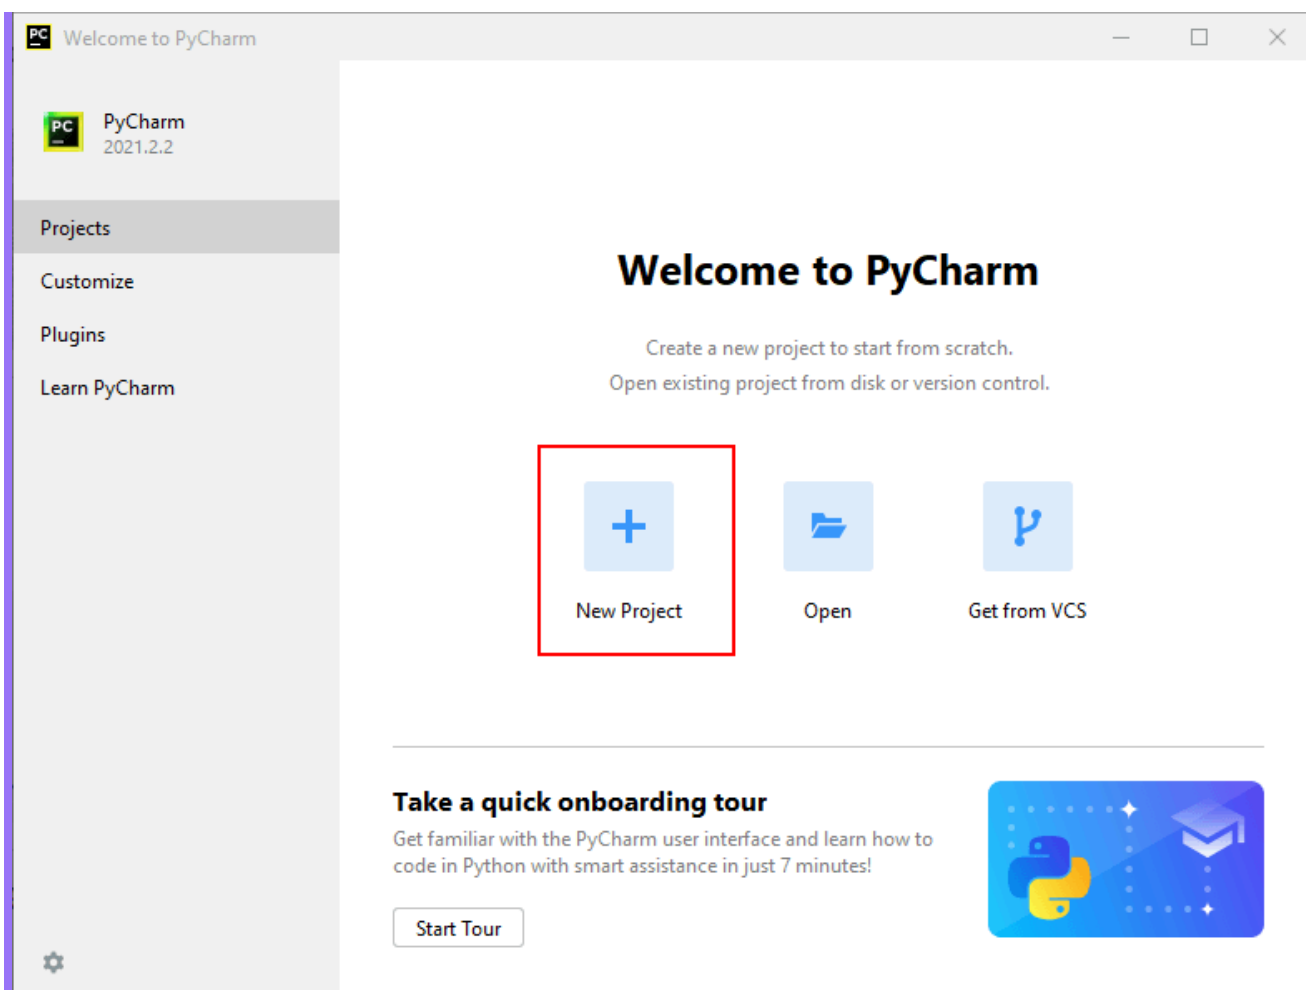 PC Welcome to PyCharm
PC PyCharm
2021.2.2
Projects
Customize
Plugins
Learn PyCharm
Welcome to PyCharm
Create a new project to start from scratch.
Open existing project from disk or version control.
New Project
Open
Get from VCS
Take a quick onboarding tour
Get familiar with the PyCharm user interface and learn how to
code in Python with smart assistance in just 7 minutes!
Start Tour